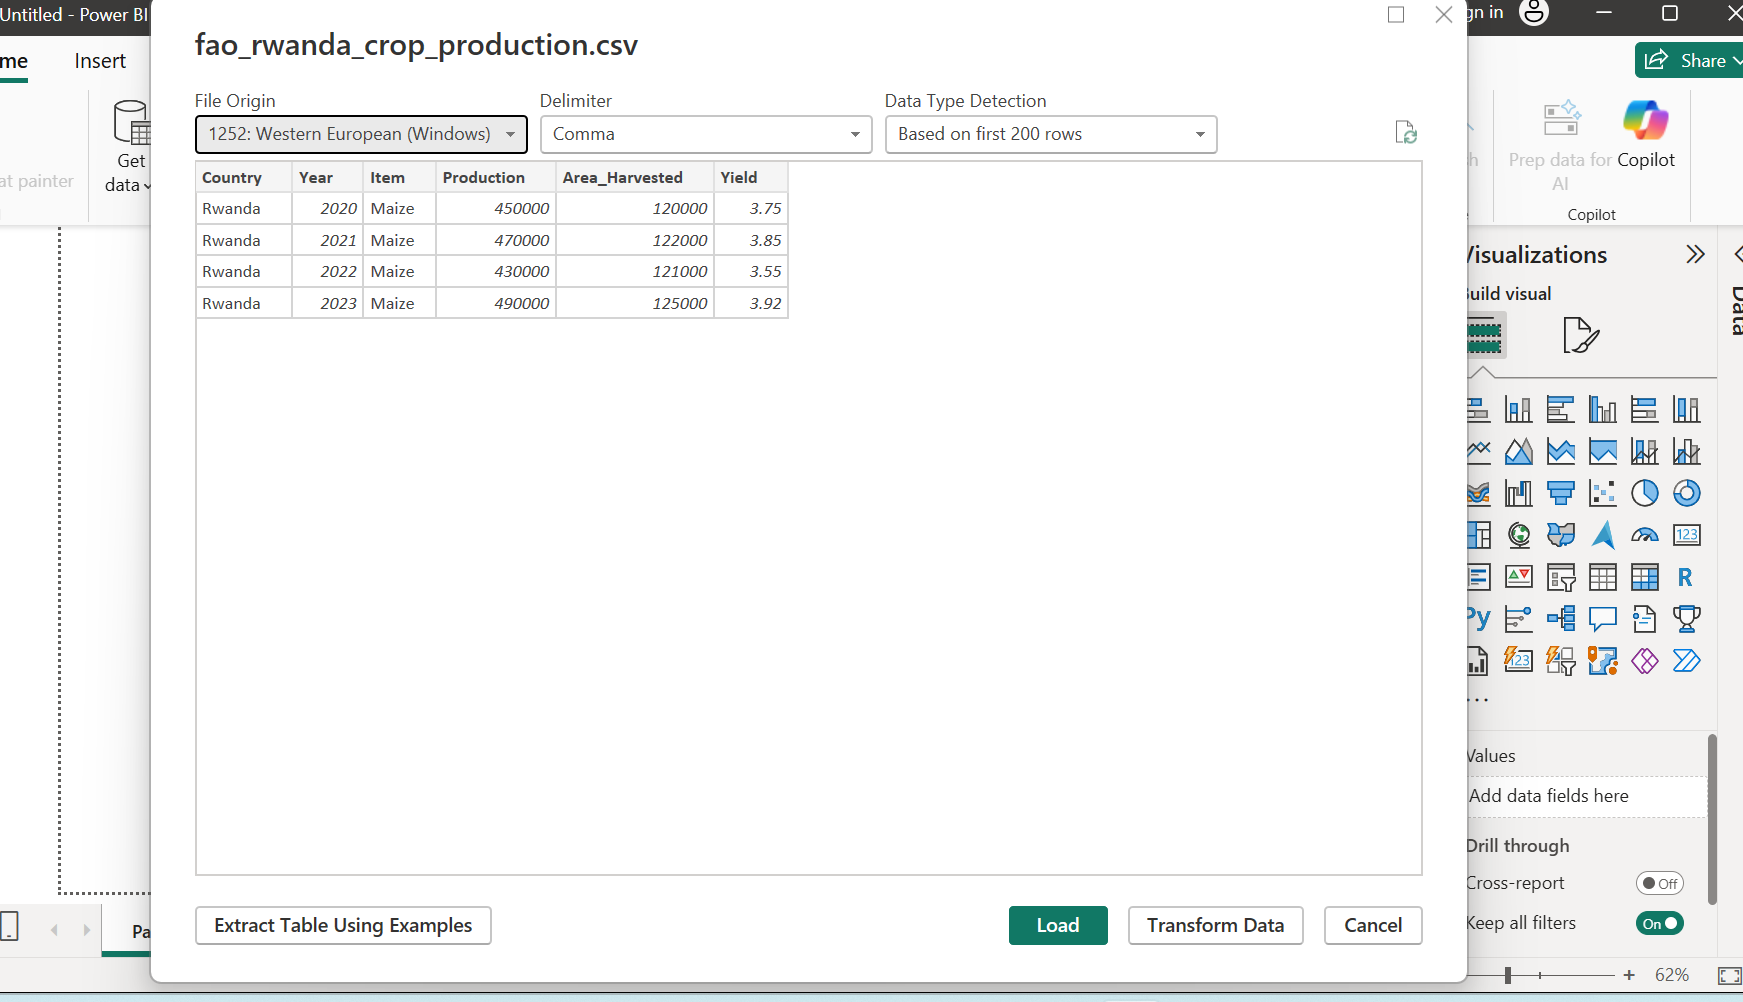 Untitled - Power BI
gn in
fao_rwanda_crop_production.csv
me
Insert
Share
File Origin
Delimiter
Data Type Detection
1252: Western European (Windows)
Comma
Based on first 200 rows
Get
data
at painter
h
Prep data for
AI
Copilot
Copilot
Country Year Item Production Area_Harvested Yield
Rwanda 2020 Maize 450000 120000 3.75
Rwanda 2021 Maize 470000 122000 3.85
Rwanda 2022 Maize 430000 121000 3.55
Rwanda 2023 Maize 490000 125000 3.92
Visualizations
Data
uild visual
123
R
Py
123
...
Values
Add data fields here
Drill through
Cross-report
Off
Keep all filters
On
Extract Table Using Examples
Load
Transform Data
Cancel
Pa
62%